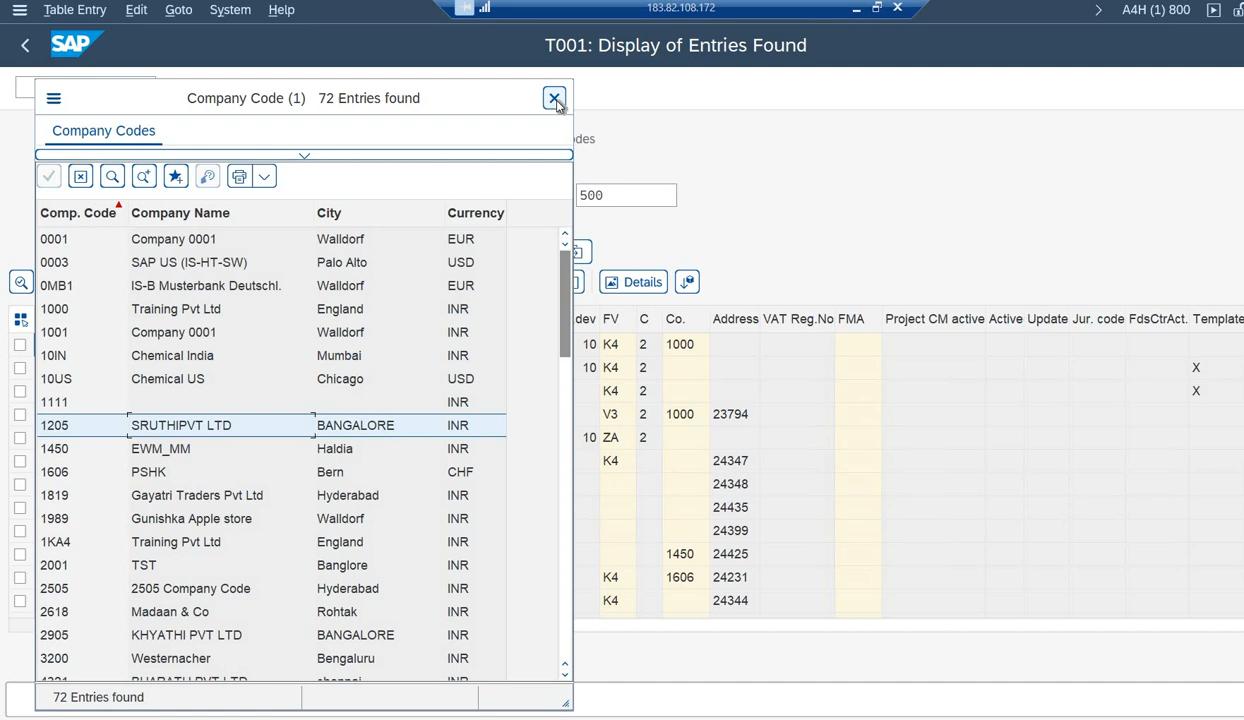 Table Entry Edit Goto System Help
183.82.108.172
A4H (1) 800
SAP
T001: Display of Entries Found
Company Code (1) 72 Entries found
Company Codes
des
500
Details
Comp. Code Company Name City Currency
0001 Company 0001 Walldorf EUR
0003 SAP US (IS-HT-SW) Palo Alto USD
0MB1 IS-B Musterbank Deutschl. Walldorf EUR
1000 Training Pvt Ltd England INR
1001 Company 0001 Walldorf INR
10IN Chemical India Mumbai INR
10US Chemical US Chicago USD
1111 INR
1205 SRUTHIPVT LTD BANGALORE INR
1450 EWM_MM Haldia INR
1606 PSHK Bern CHF
1819 Gayatri Traders Pvt Ltd Hyderabad INR
1989 Gunishka Apple store Walldorf INR
1KA4 Training Pvt Ltd England INR
2001 TST Banglore INR
2505 2505 Company Code Hyderabad INR
2618 Madaan & Co Rohtak INR
2905 KHYATHI PVT LTD BANGALORE INR
3200 Westernacher Bengaluru INR
72 Entries found
dev FV C Co. Address VAT Reg.No FMA Project CM active Active Update Jur. code FdsCtrAct. Template
10 K4 2 1000
10 K4 2 X
K4 2 X
V3 2 1000 23794
10 ZA 2
K4 24347
24348
24435
24399
1450 24425
K4 1606 24231
K4 24344